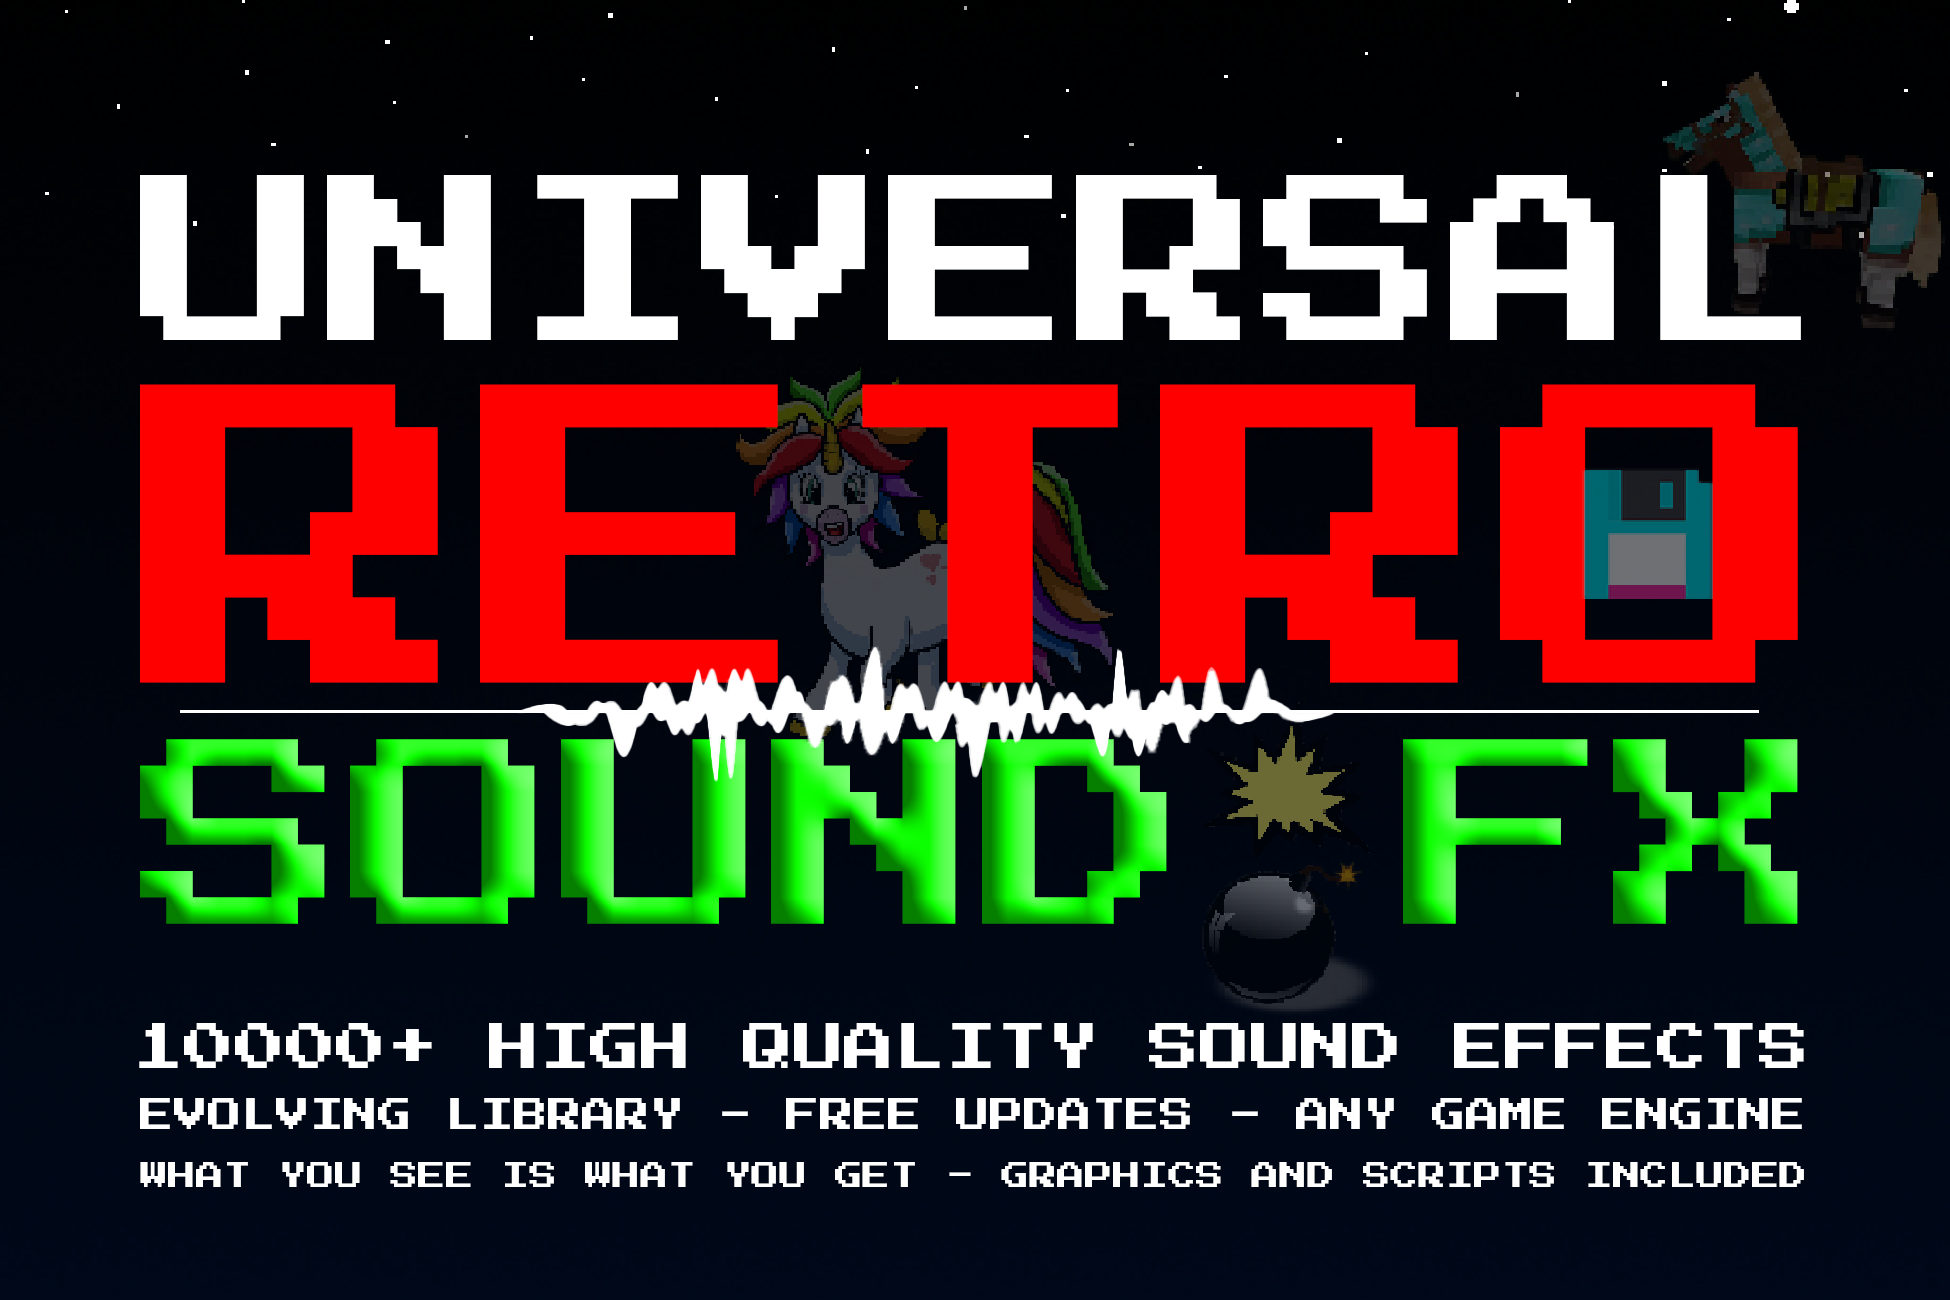 UNIVERSAL
RETRO
SOUND FX
10000+ HIGH QUALITY SOUND EFFECTS
EVOLVING LIBRARY - FREE UPDATES - ANY GAME ENGINE
WHAT YOU SEE IS WHAT YOU GET - GRAPHICS AND SCRIPTS INCLUDED